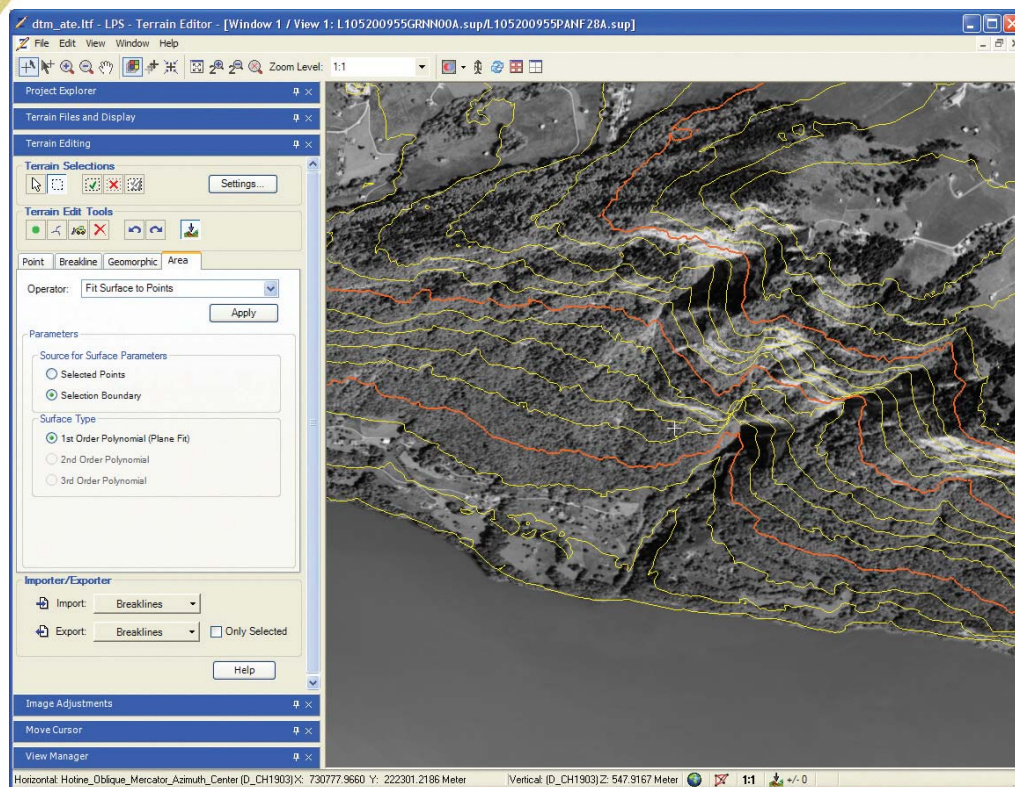 dtm_ate.ltf - LPS - Terrain Editor - [Window 1 / View 1: L105200955GRNN00A.sup/L105200955PANF28A.sup]
File Edit View Window Help
Zoom Level: 1:1
Project Explorer
Terrain Files and Display
Terrain Editing
Terrain Selections
Settings...
Terrain Edit Tools
Point Breakline Geomorphic Area
Operator: Fit Surface to Points
Apply
Parameters
Source for Surface Parameters
Selected Points
Selection Boundary
Surface Type
1st Order Polynomial (Plane Fit)
2nd Order Polynomial
3rd Order Polynomial
Importer/Exporter
Import: Breaklines
Export: Breaklines Only Selected
Help
Image Adjustments
Move Cursor
View Manager
Horizontal: Hotine_Oblique_Mercator_Azimuth_Center (D_CH1903) X: 730777.9660 Y: 222301.2186 Meter Vertical: (D_CH1903) Z: 547.9167 Meter 1:1 +/- 0